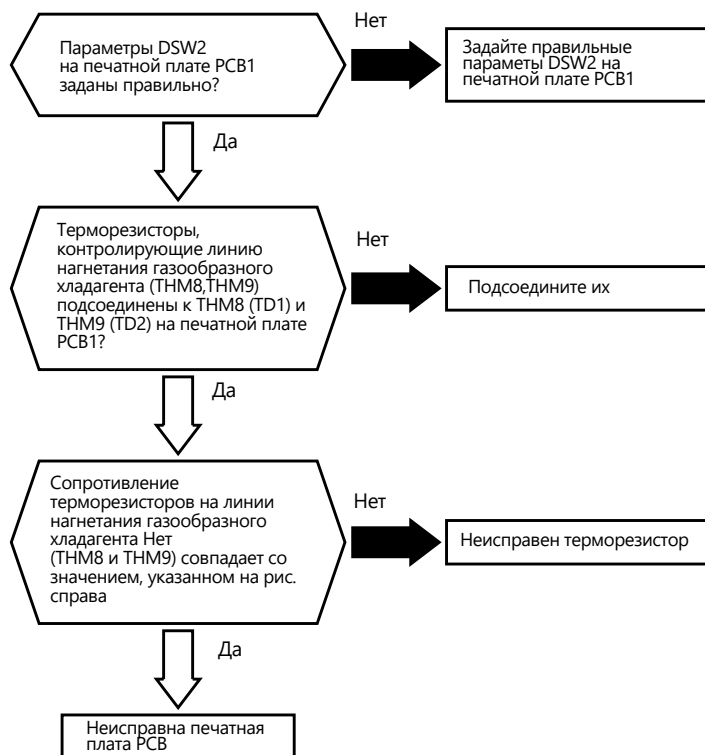 Параметры DSW2
на печатной плате PCB1
заданы правильно?
Нет
Задайте правильные
параметы DSW2 на
печатной плате PCB1
Да
Терморезисторы,
контролирующие линию
нагнетания газообразного
хладагента (THM8,THM9)
подсоединены к THM8 (TD1) и
THM9 (TD2) на печатной плате
PCB1?
Нет
Подсоедините их
Да
Сопротивление
терморезисторов на линии
нагнетания газообразного
хладагента Нет
(THM8 и THM9) совпадает со
значением, указанном на рис.
справа
Нет
Неисправен терморезистор
Да
Неисправна печатная
плата PCB